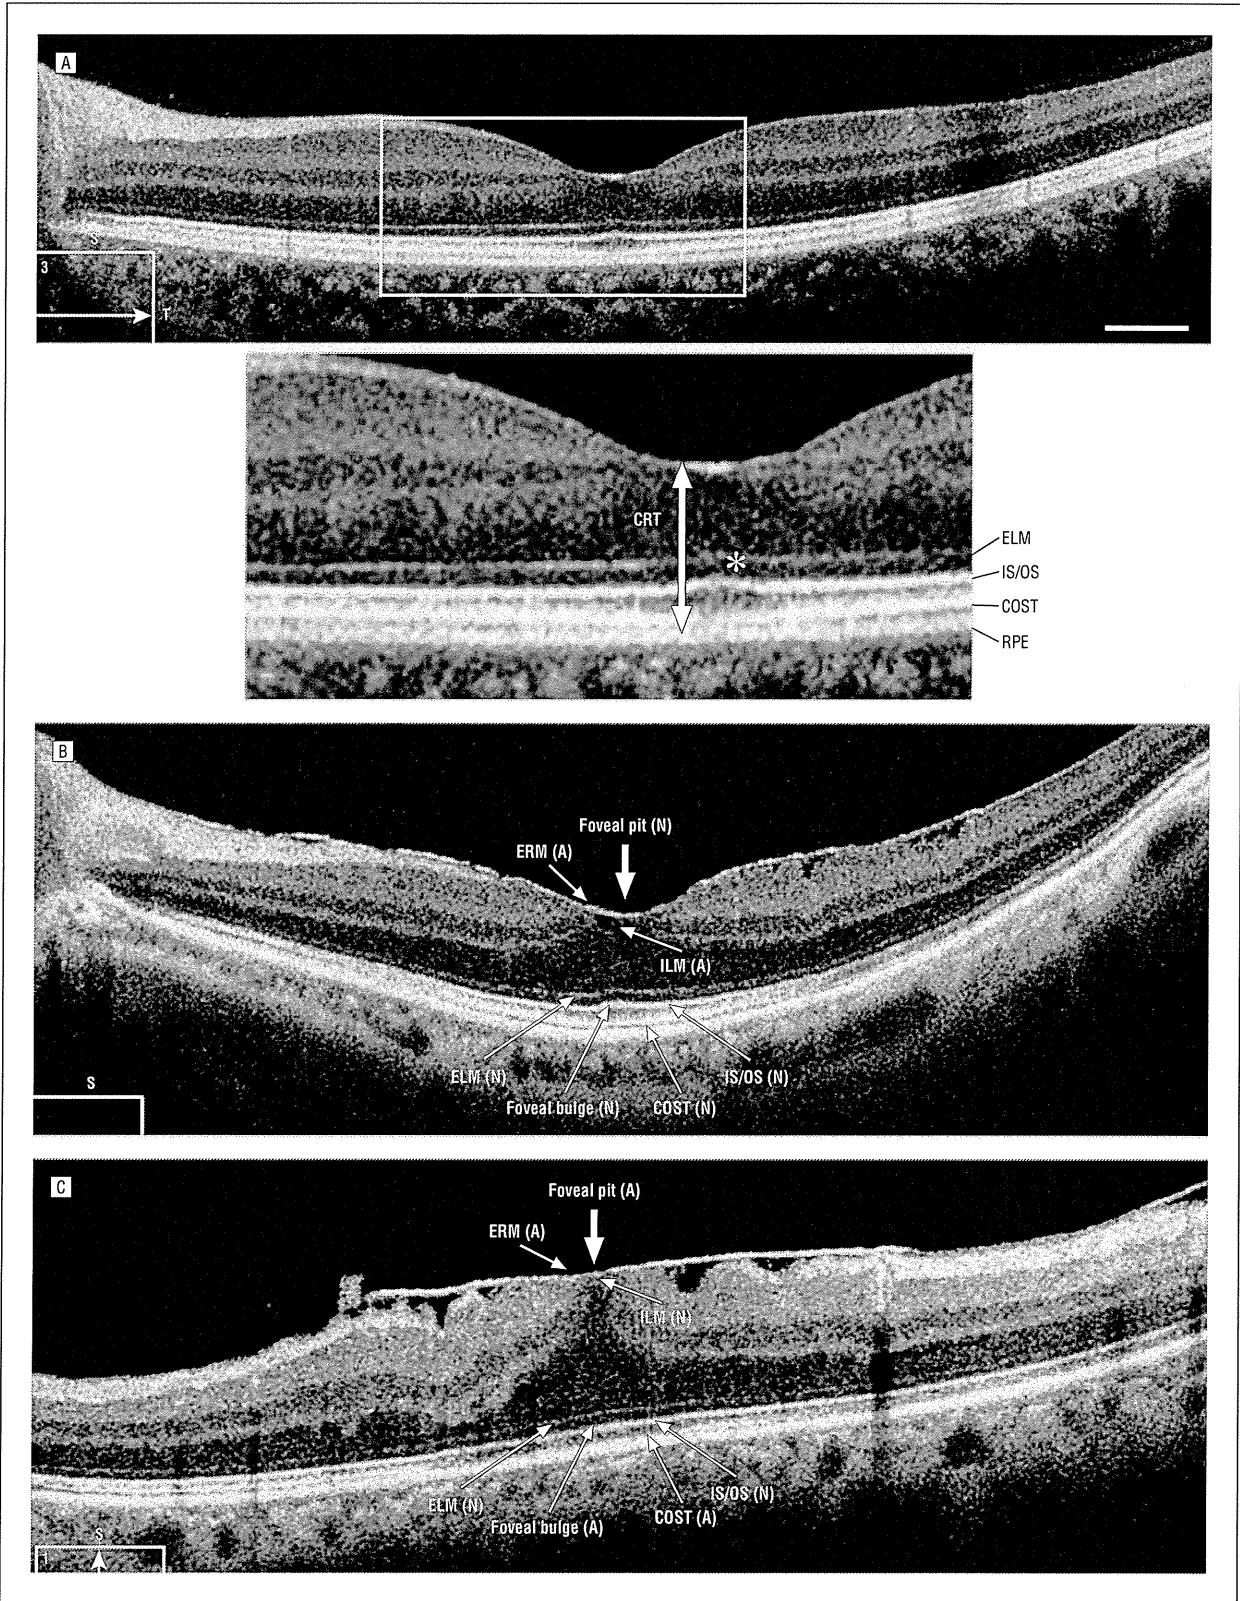 A
S
3
T
CRT
*
ELM
IS/OS
COST
RPE
B
Foveal pit (N)
ERM (A)
ILM (A)
ELM (N)
IS/OS (N)
Foveal bulge (N)
COST (N)
S
C
Foveal pit (A)
ERM (A)
ILM (N)
ELM (N)
IS/OS (N)
COST (A)
Foveal bulge (A)
S
1